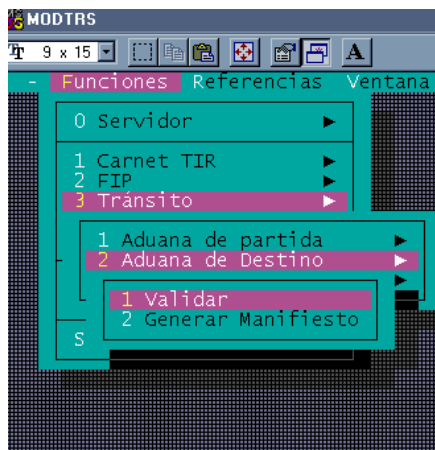 MODTRS
9 x 15 A
- Funciones Referencias Ventana
0 Servidor
1 Carnet TIR
2 FIP
3 Tránsito
1 Aduana de partida
2 Aduana de Destino
1 Validar
2 Generar Manifiesto
S